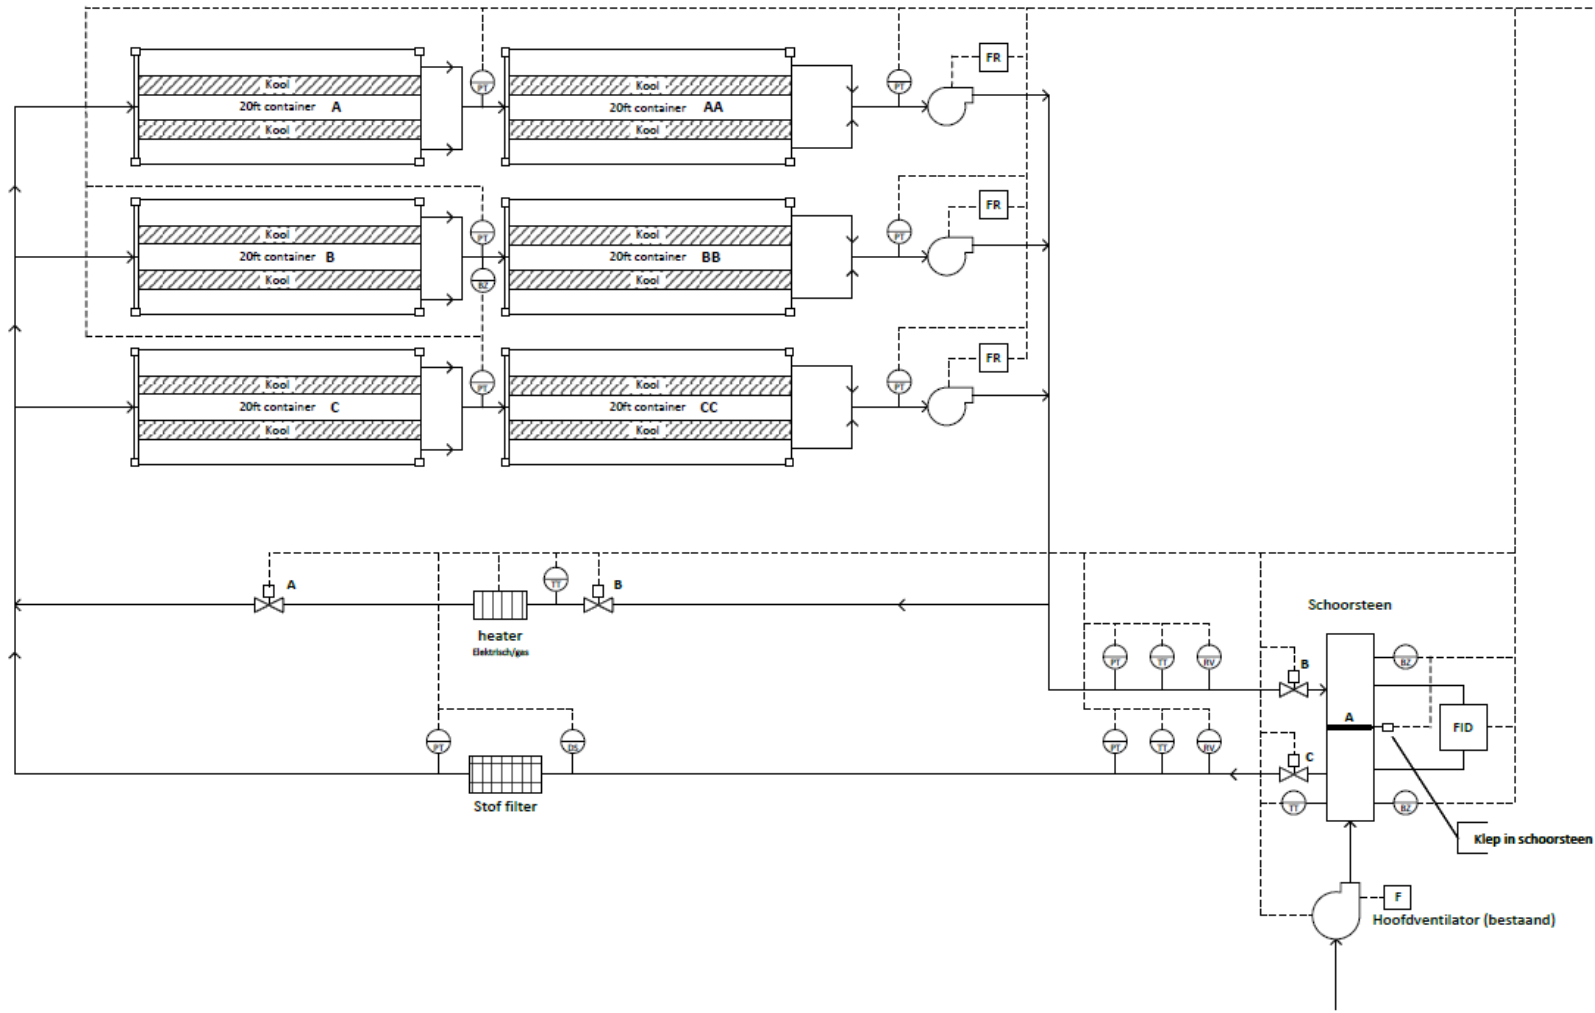 PT
PT
FR
Kool
20ft container A
Kool
Kool
20ft container AA
Kool
PT
PT
FR
Kool
20ft container B
Kool
BZ
Kool
20ft container BB
Kool
PT
PT
FR
Kool
20ft container C
Kool
Kool
20ft container CC
Kool
A
TT
B
heater
Elektrisch/gas
Schoorsteen
PT
TT
RV
B
BZ
A
FID
PT
DS
PT
TT
RV
C
Stof filter
TT
BZ
Klep in schoorsteen
F
Hoofdventilator (bestaand)